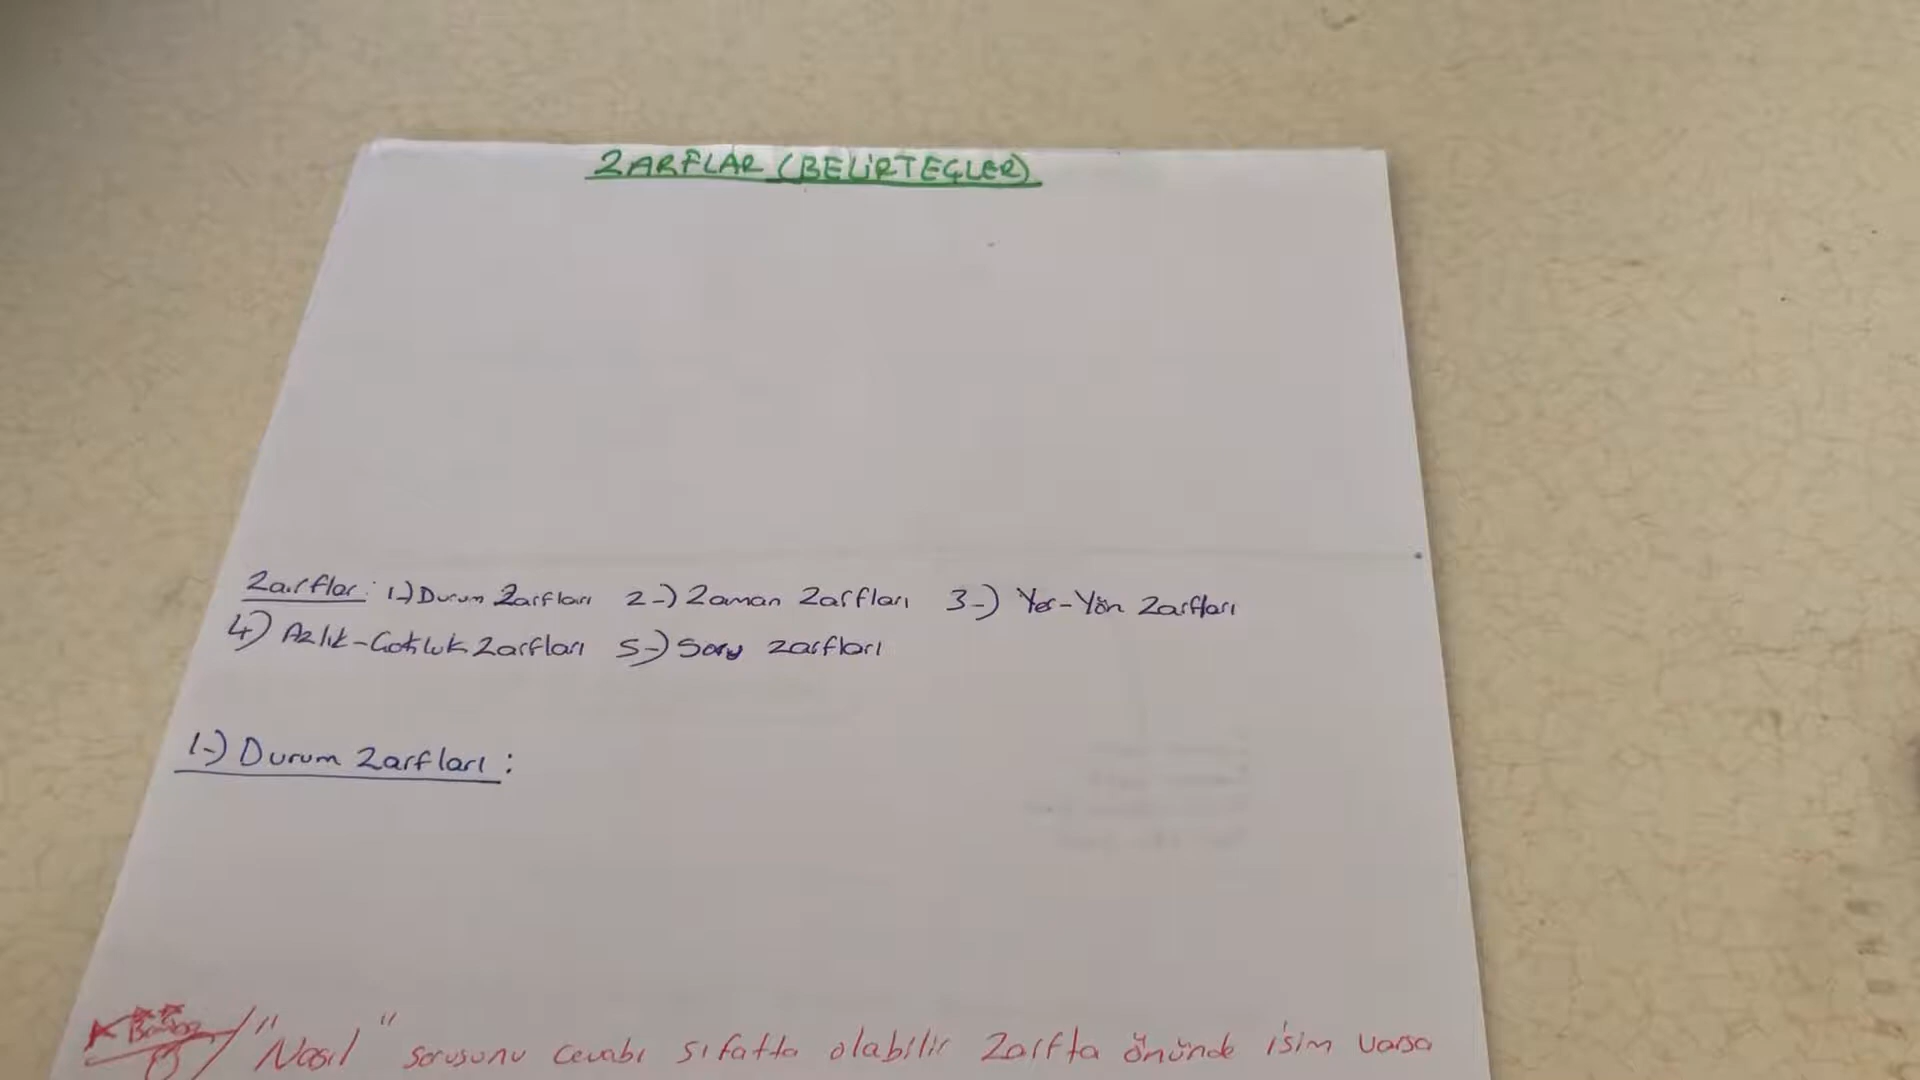 ZARFLAR (BELİRTEÇLER)
Zarflar: 1-) Durum Zarfları 2-) Zaman Zarfları 3-) Yer-Yön Zarfları
4-) Azlık-Çokluk Zarfları 5-) Soru zarfları
1-) Durum Zarfları:
"Nasıl" sorusunu cevabı sıfatta olabilir Zarfta önünde isim varsa